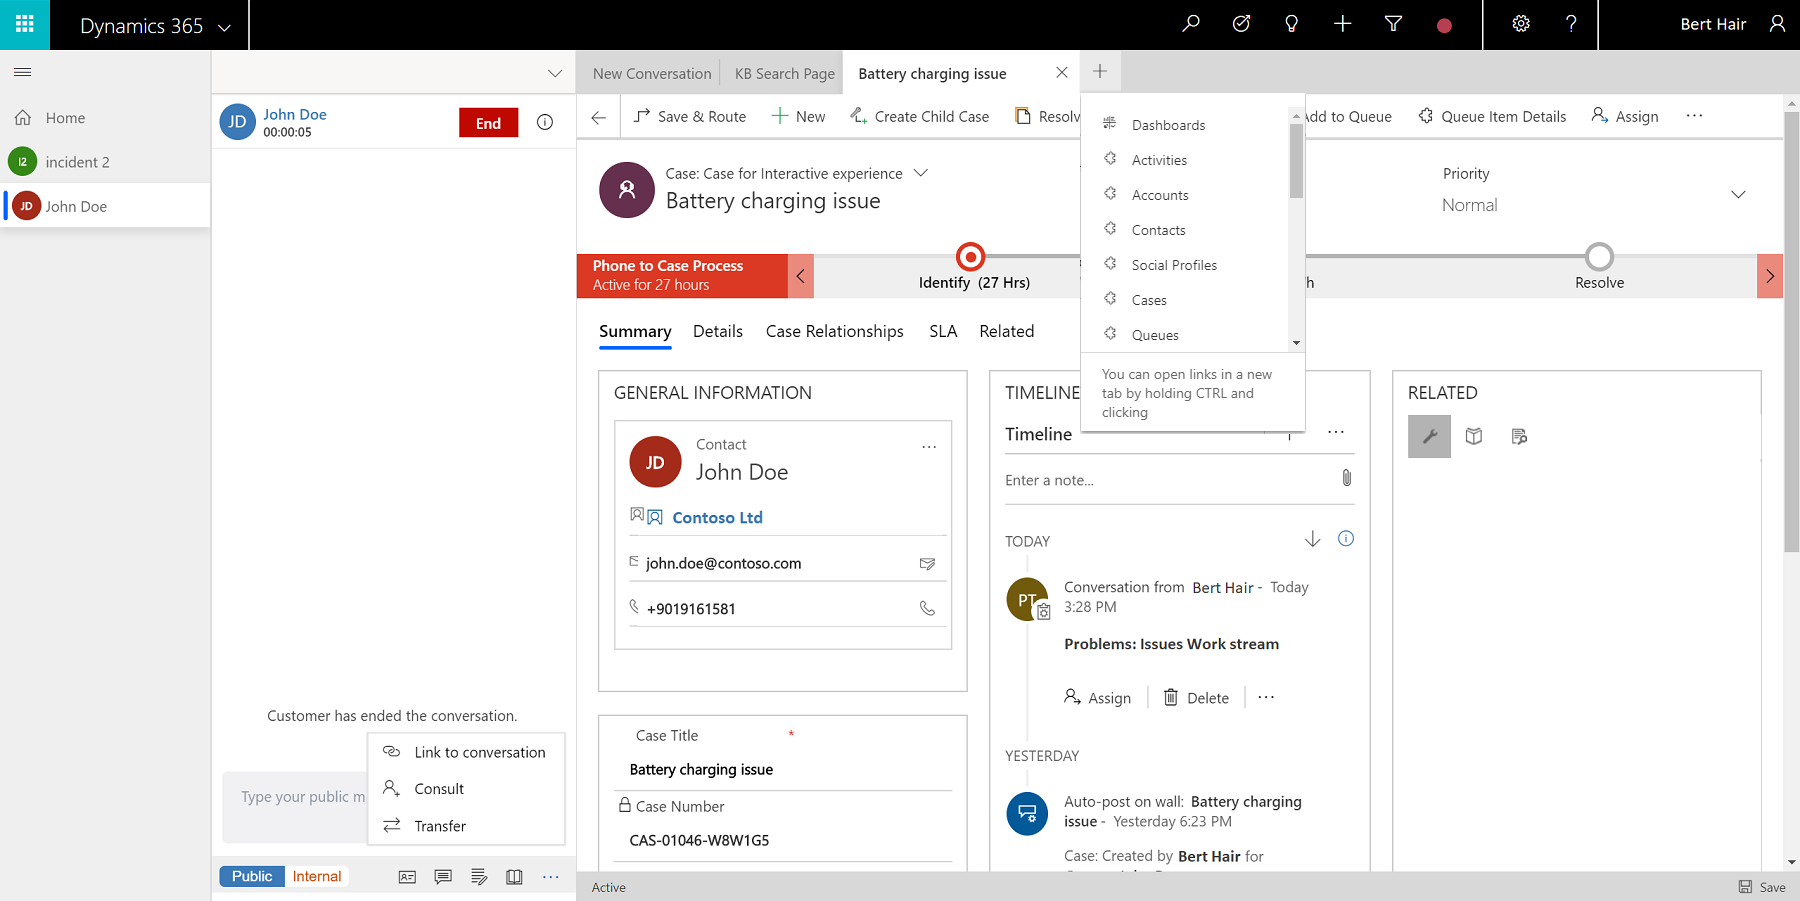 Dynamics 365
Bert Hair
Home
I2 incident 2
JD John Doe
JD John Doe
00:00:05
End
Customer has ended the conversation.
Link to conversation
Consult
Transfer
Type your public m
Public Internal
New Conversation KB Search Page Battery charging issue
Save & Route New Create Child Case Resolv
dd to Queue Queue Item Details Assign
Case: Case for Interactive experience
Battery charging issue
Priority
Normal
Phone to Case Process
Active for 27 hours
Identify (27 Hrs)
h
Resolve
Summary Details Case Relationships SLA Related
Dashboards
Activities
Accounts
Contacts
Social Profiles
Cases
Queues
You can open links in a new
tab by holding CTRL and
clicking
GENERAL INFORMATION
JD
Contact
John Doe
Contoso Ltd
john.doe@contoso.com
+9019161581
Case Title *
Battery charging issue
Case Number
CAS-01046-W8W1G5
TIMELINE
Timeline
Enter a note...
TODAY
PT
Conversation from Bert Hair - Today
3:28 PM
Problems: Issues Work stream
Assign Delete
YESTERDAY
Auto-post on wall: Battery charging
issue - Yesterday 6:23 PM
Case: Created by Bert Hair for
RELATED
Active
Save